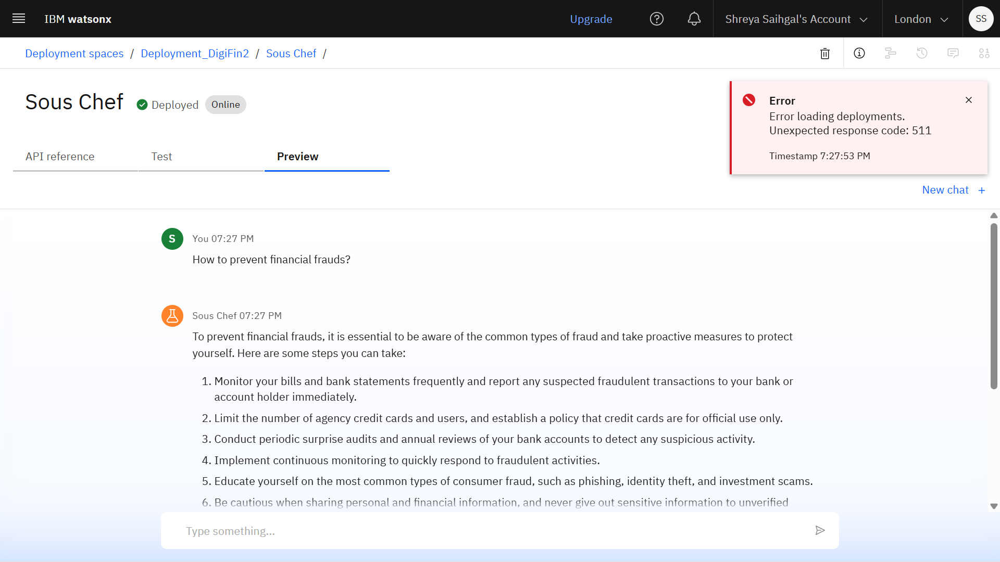 IBM watsonx
Upgrade
Shreya Saihgal's Account
London
SS
Deployment spaces / Deployment_DigiFin2 / Sous Chef /
Sous Chef
Deployed
Online
Error
Error loading deployments.
Unexpected response code: 511
Timestamp 7:27:53 PM
API reference
Test
Preview
New chat +
S
You 07:27 PM
How to prevent financial frauds?
Sous Chef 07:27 PM
To prevent financial frauds, it is essential to be aware of the common types of fraud and take proactive measures to protect
yourself. Here are some steps you can take:
1. Monitor your bills and bank statements frequently and report any suspected fraudulent transactions to your bank or
account holder immediately.
2. Limit the number of agency credit cards and users, and establish a policy that credit cards are for official use only.
3. Conduct periodic surprise audits and annual reviews of your bank accounts to detect any suspicious activity.
4. Implement continuous monitoring to quickly respond to fraudulent activities.
5. Educate yourself on the most common types of consumer fraud, such as phishing, identity theft, and investment scams.
6. Be cautious when sharing personal and financial information, and never give out sensitive information to unverified
Type something...